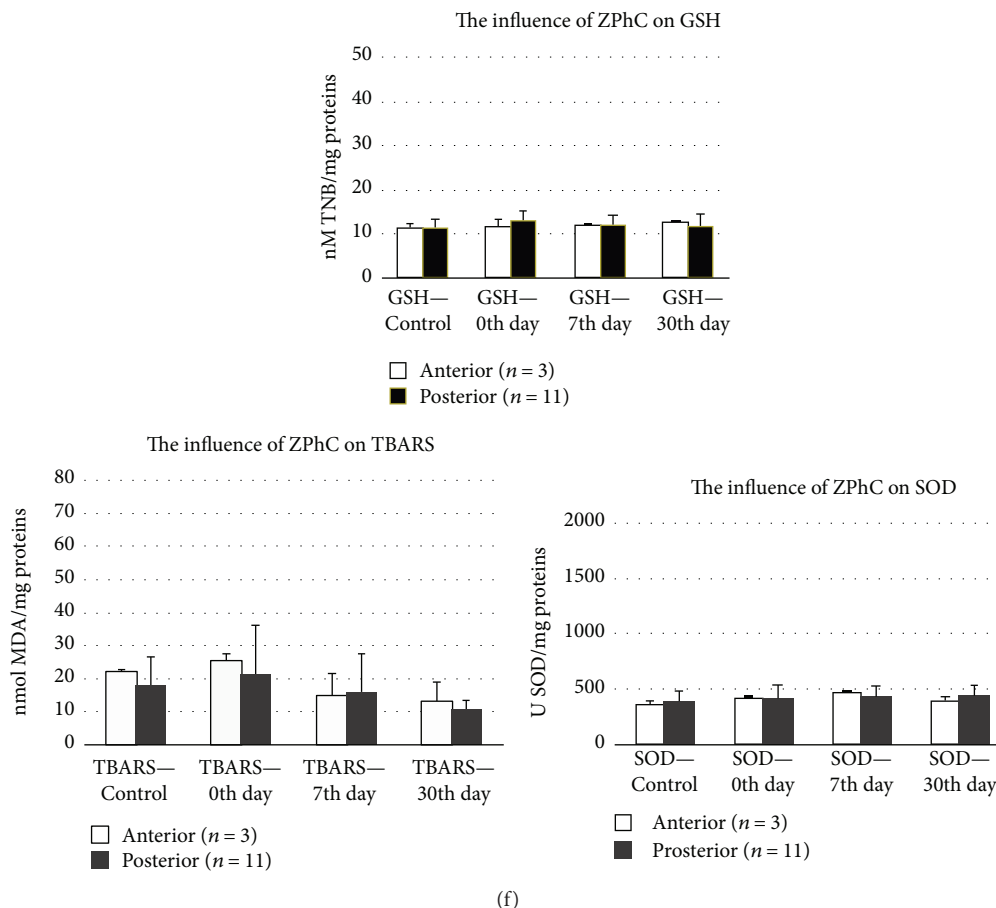 The influence of ZPhC on GSH
nM TNB/mg proteins
50
40
30
20
10
0
GSH—
Control
GSH—
0th day
GSH—
7th day
GSH—
30th day
Anterior (n = 3)
Posterior (n = 11)
The influence of ZPhC on TBARS
nmol MDA/mg proteins
80
70
60
50
40
30
20
10
0
TBARS—
Control
TBARS—
0th day
TBARS—
7th day
TBARS—
30th day
Anterior (n = 3)
Posterior (n = 11)
The influence of ZPhC on SOD
U SOD/mg proteins
2000
1500
1000
500
0
SOD—
Control
SOD—
0th day
SOD—
7th day
SOD—
30th day
Anterior (n = 3)
Prosterior (n = 11)
(f)